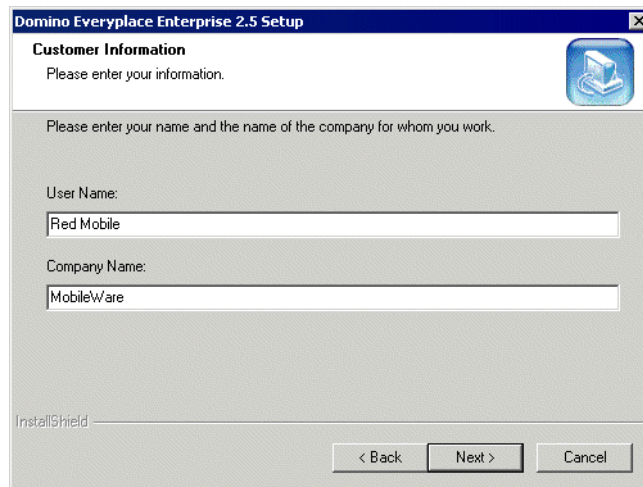 Domino Everyplace Enterprise 2.5 Setup
Customer Information
Please enter your information.
Please enter your name and the name of the company for whom you work.
User Name:
Red Mobile
Company Name:
MobileWare
InstallShield
< Back
Next >
Cancel